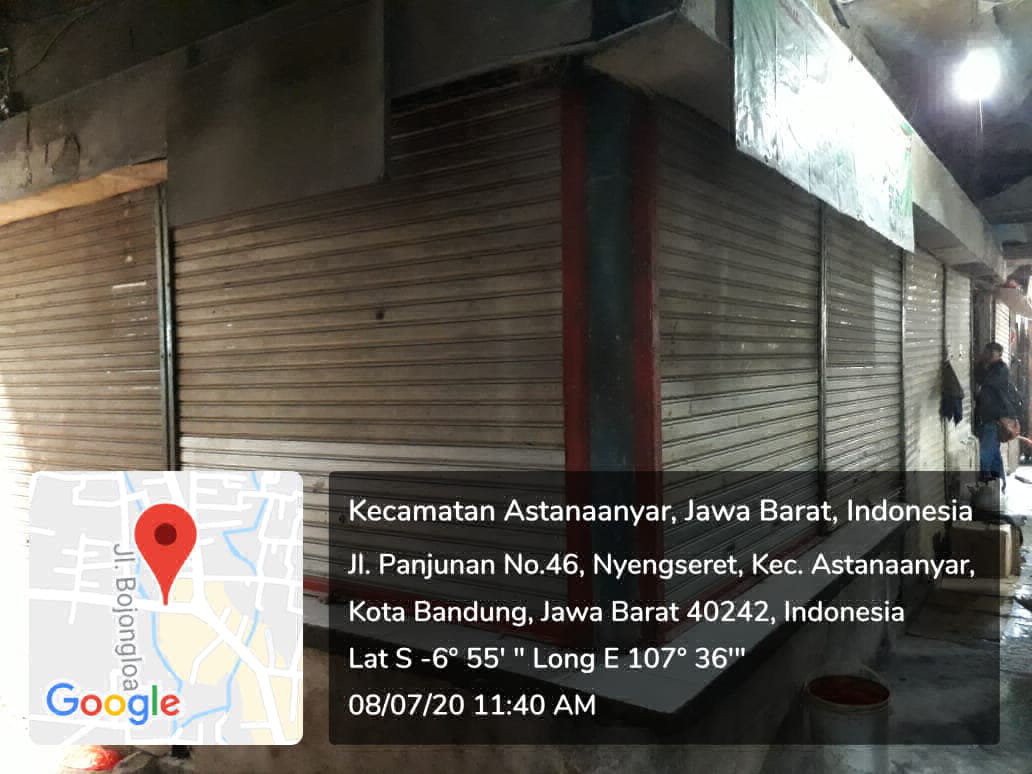 Kecamatan Astanaanyar, Jawa Barat, Indonesia
Jl. Panjunan No.46, Nyengseret, Kec. Astanaanyar,
Kota Bandung, Jawa Barat 40242, Indonesia
Lat S -6° 55' " Long E 107° 36'"
08/07/20 11:40 AM
Jl. Bojongloa
Google